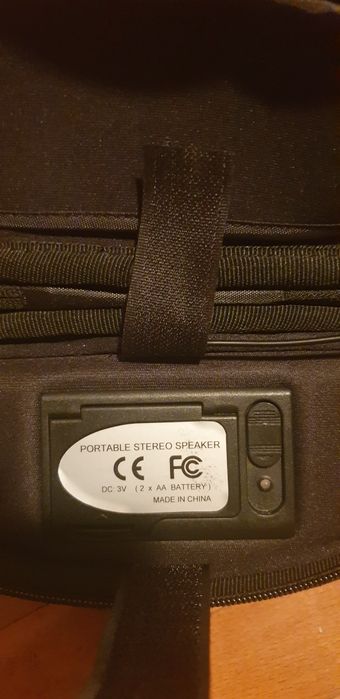 PORTABLE STEREO SPEAKER
CE FC
DC 3V ( 2 x AA BATTERY )
MADE IN CHINA